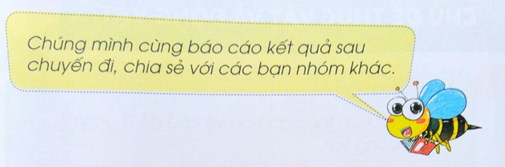 Chúng mình cùng báo cáo kết quả sau
chuyến đi, chia sẻ với các bạn nhóm khác.